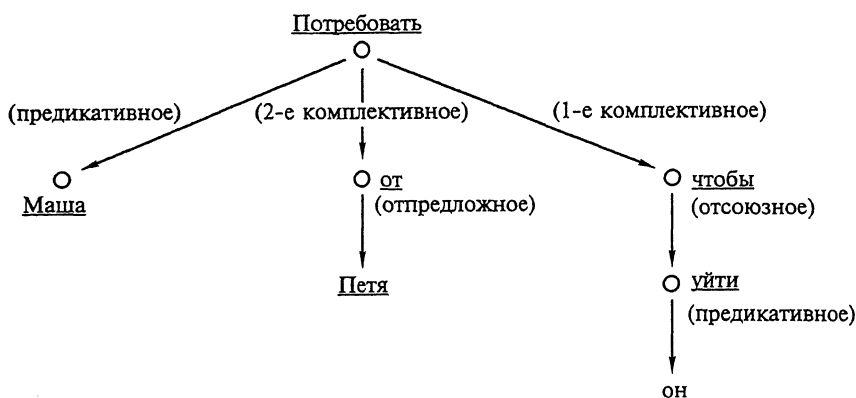 Потребовать
(предикативное) (2-е комплективное) (1-е комплективное)
Маша от чтобы
(отпредложное) (отсоюзное)
Петя уйти
(предикативное)
он